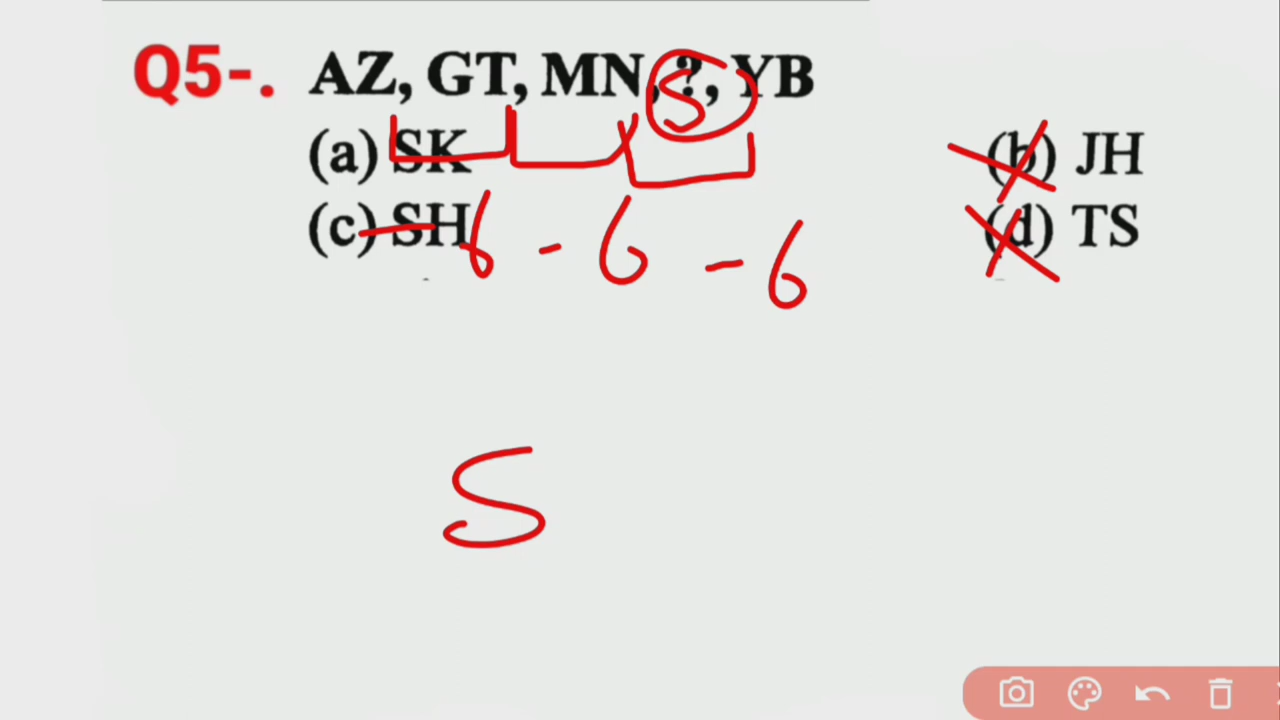 Q5-. AZ, GT, MN, ?, YB
S
(a) SK (b) JH
(c) SH (d) TS
6 - 6 - 6
S